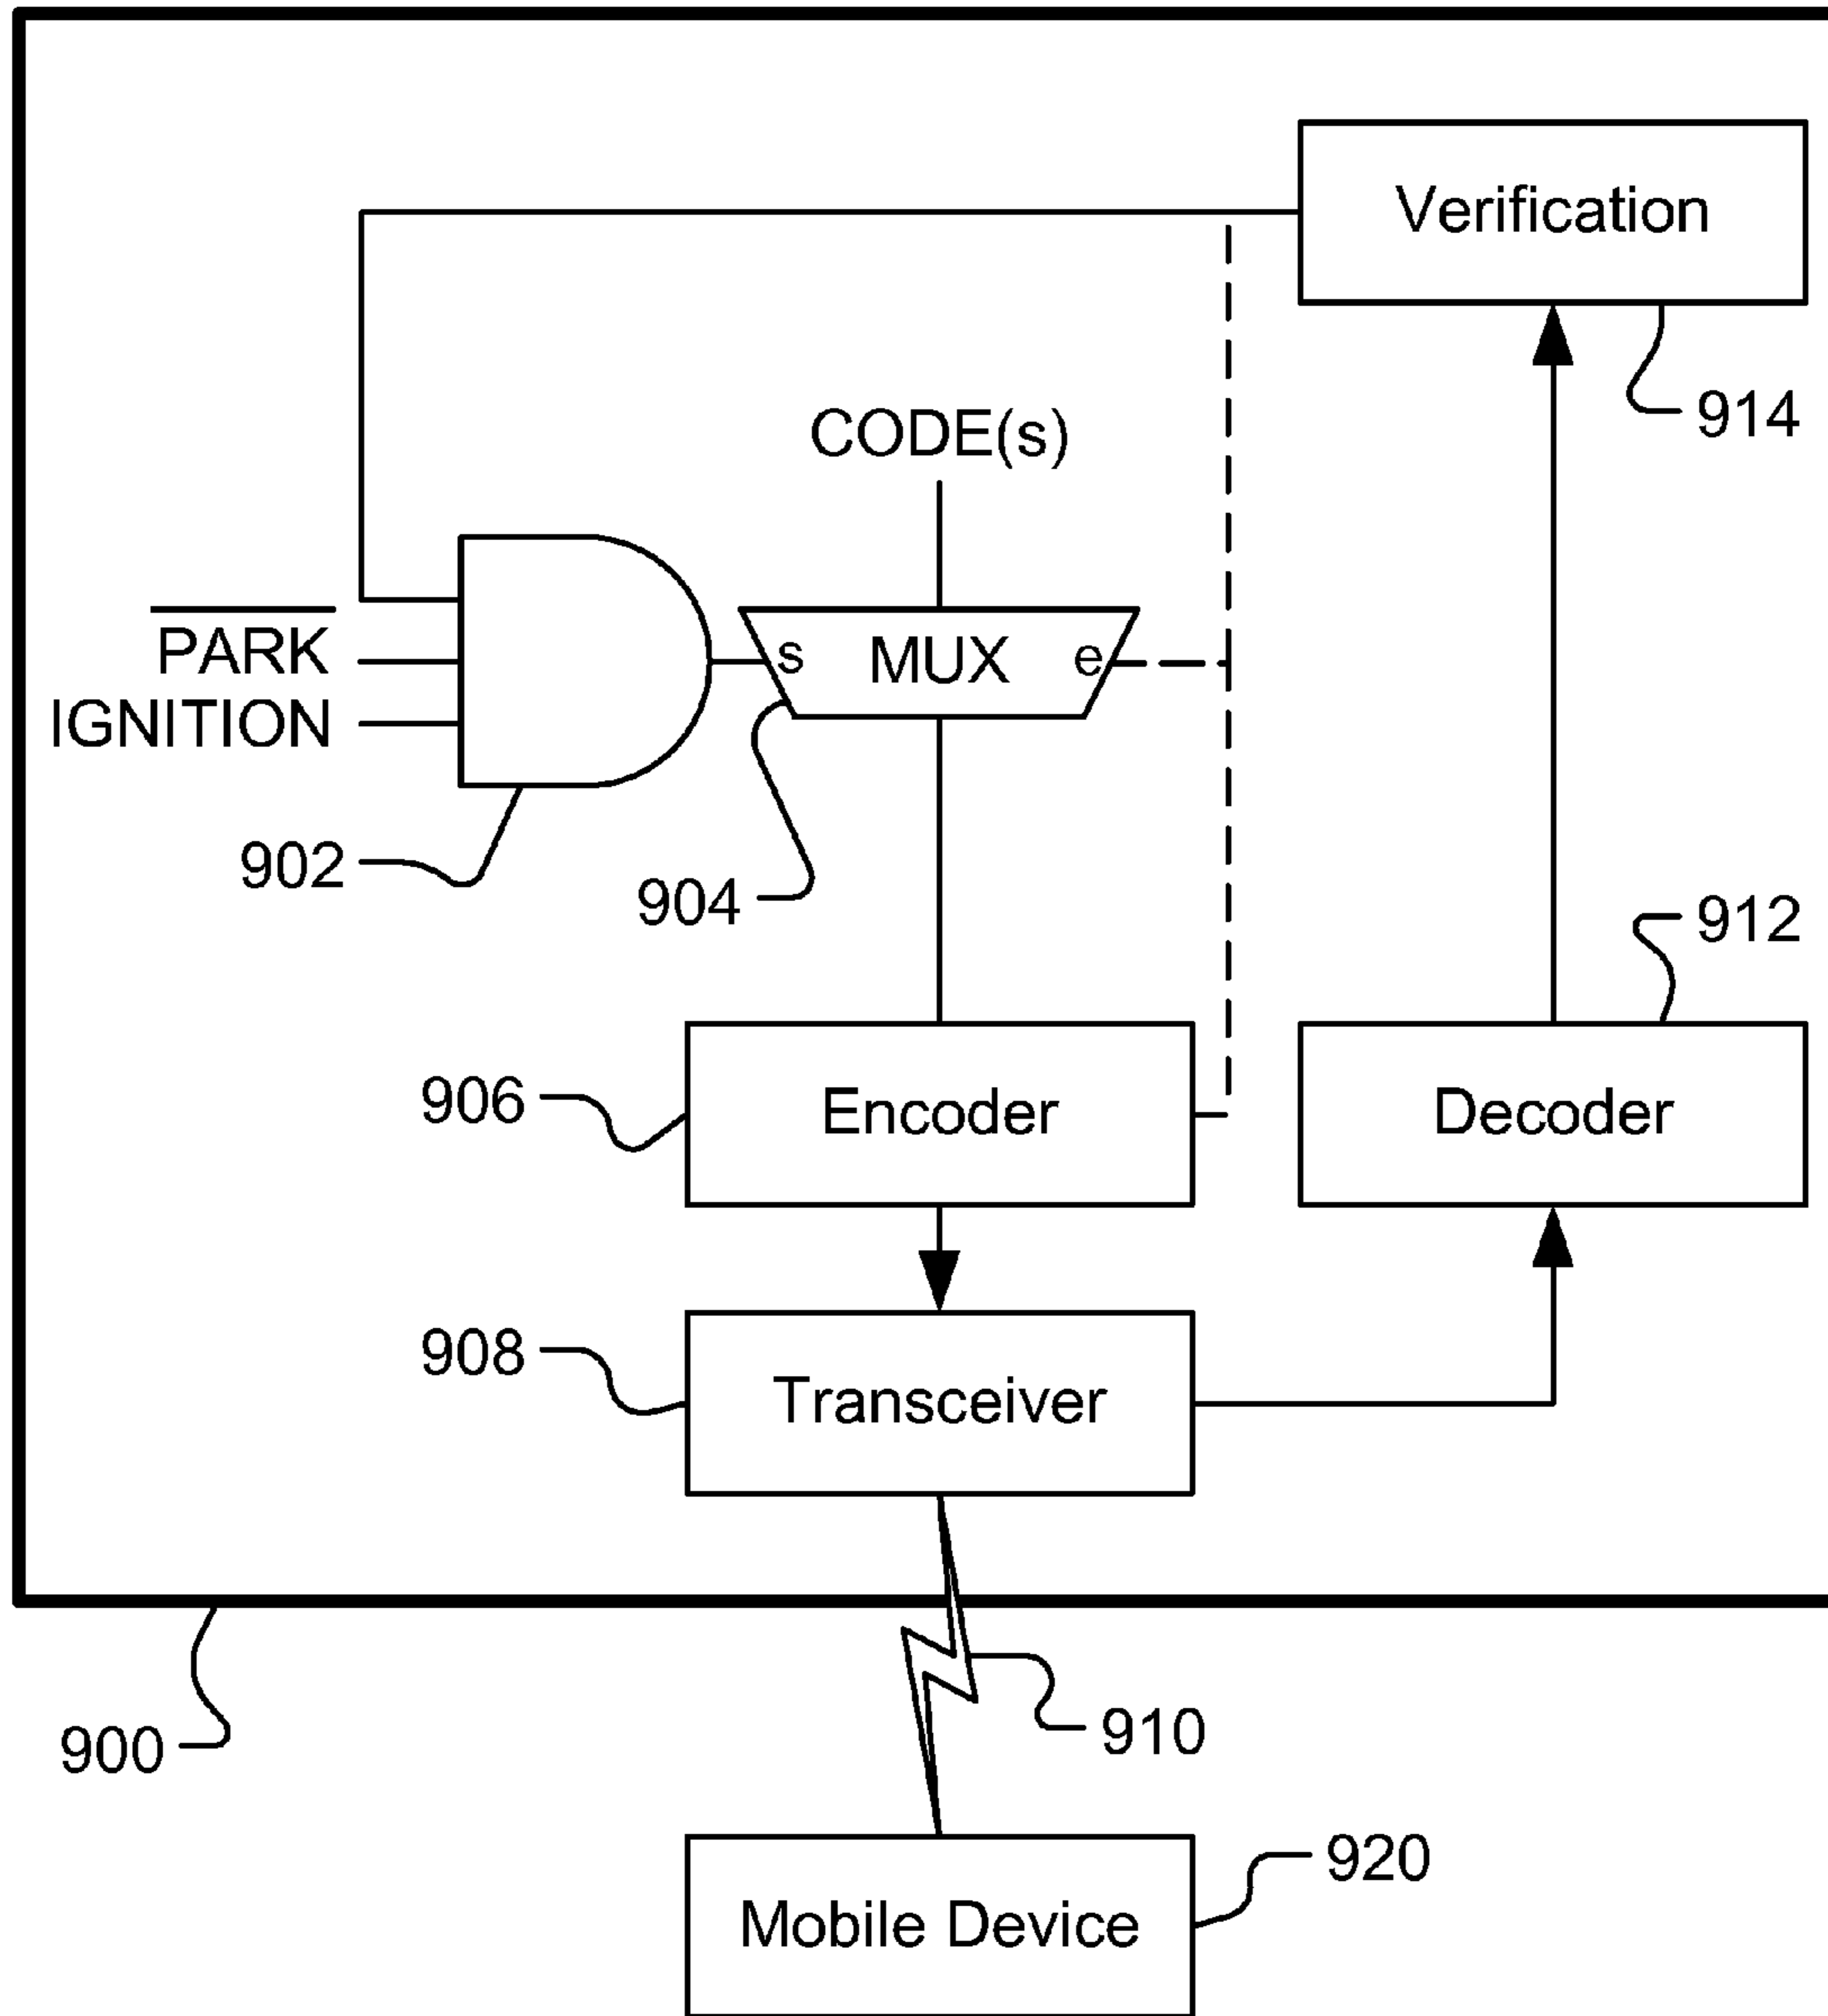 Verification
914
CODE(s)
PARK
IGNITION
s MUX e
902
904
912
906
Encoder
Decoder
908
Transceiver
900
910
920
Mobile Device